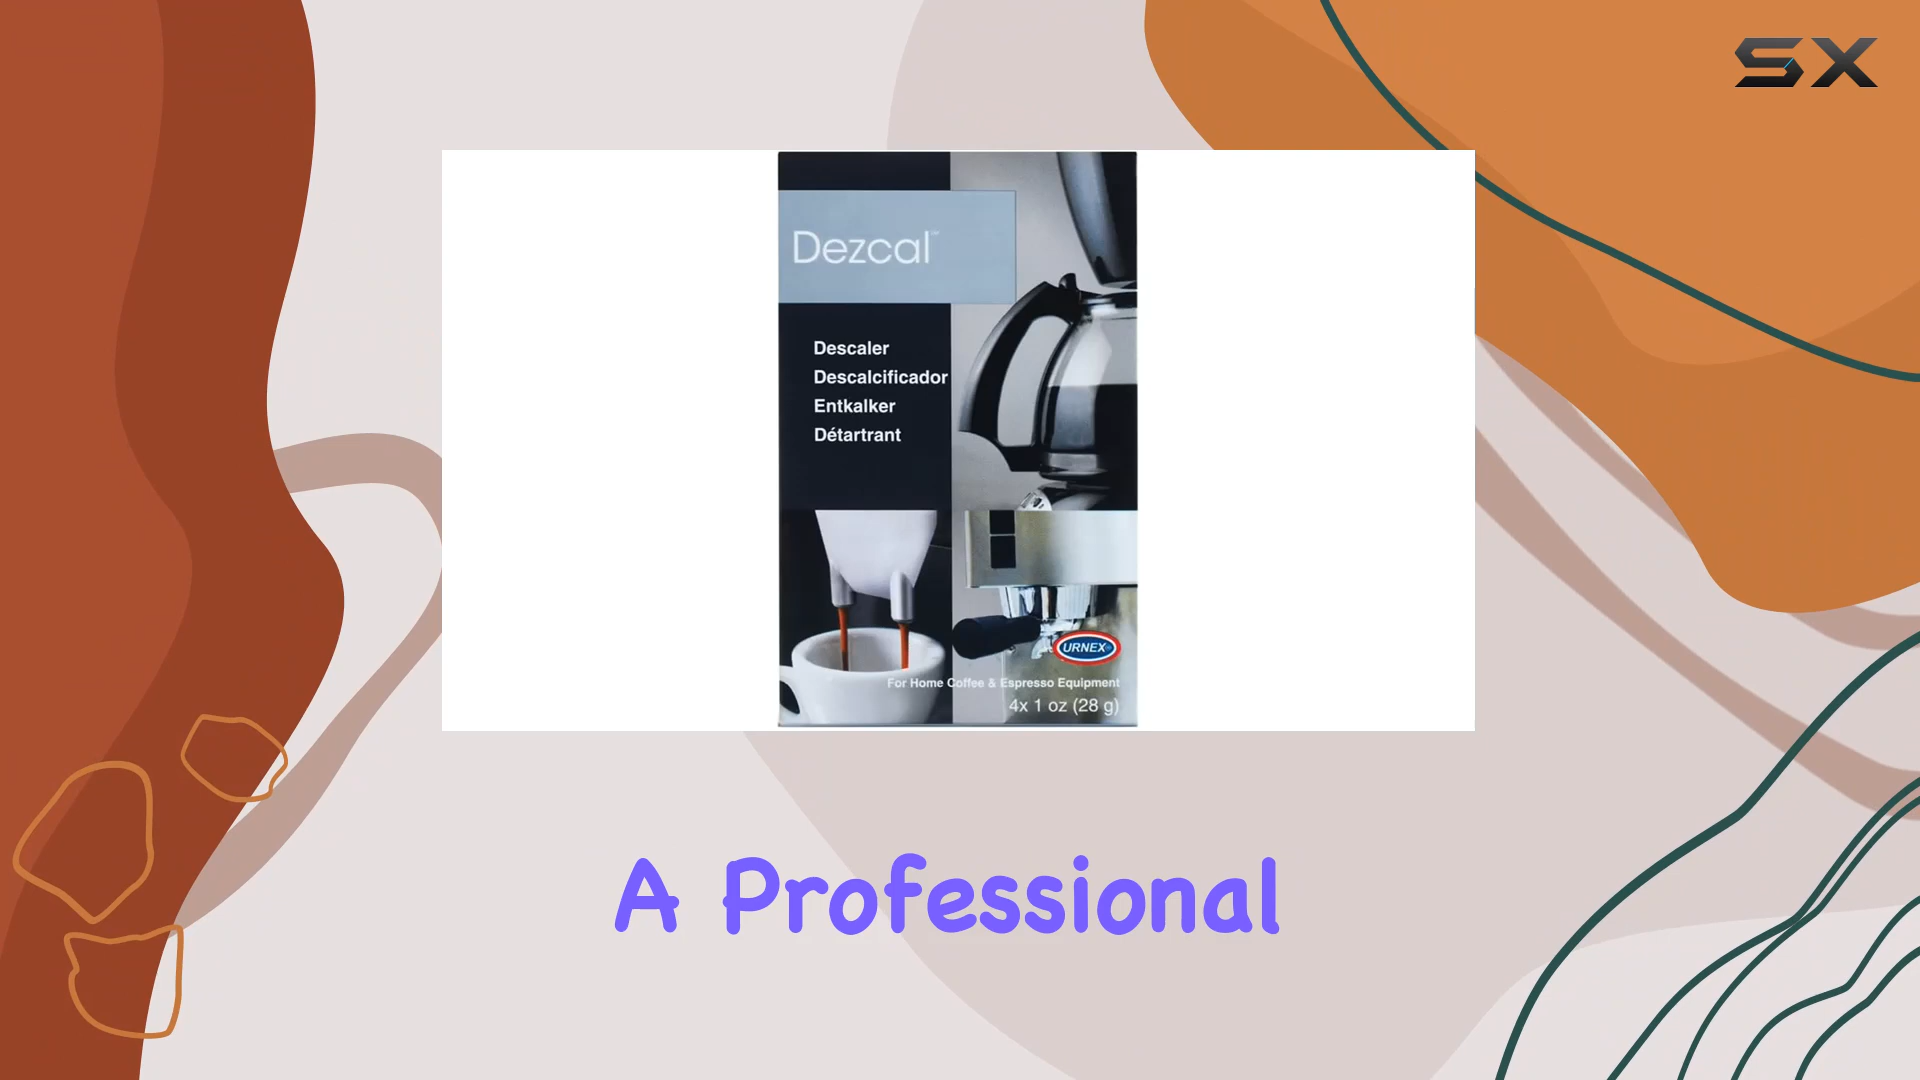 SX
Dezcal
Descaler
Descalcificador
Entkalker
Détartrant
URNEX
For Home Coffee & Espresso Equipment
4x 1 oz (28 g)
A Professional